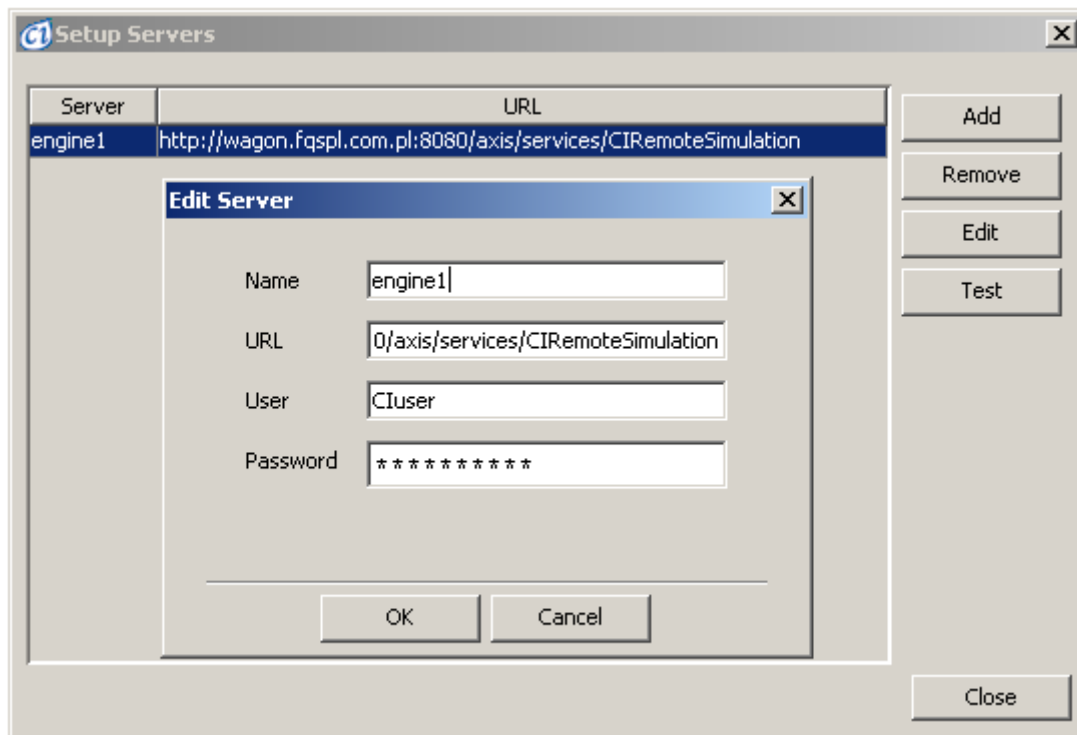 Ci Setup Servers
Server URL
engine1 http://wagon.fqspl.com.pl:8080/axis/services/CIRemoteSimulation
Add
Remove
Edit
Test
Edit Server
Name engine1
URL 0/axis/services/CIRemoteSimulation
User CIuser
Password **********
OK Cancel
Close